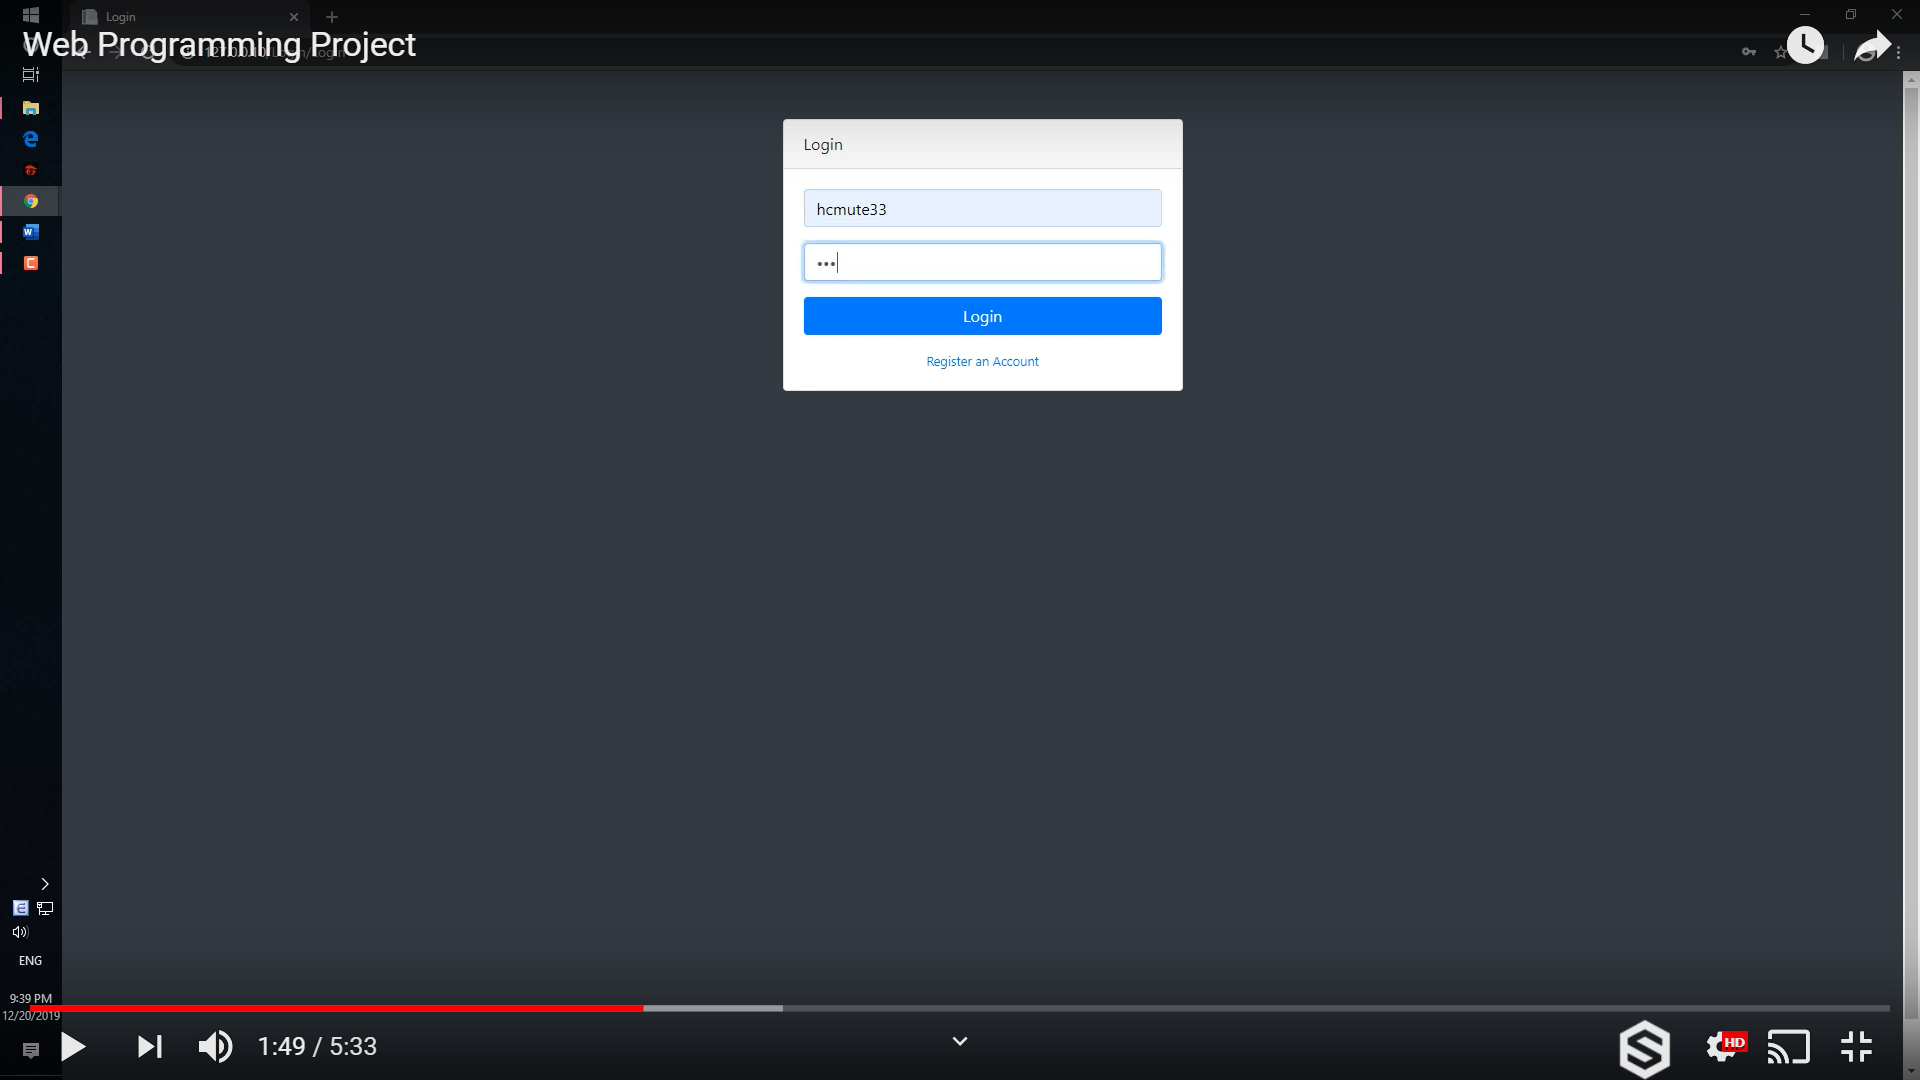 Login
Web Programming Project
Login
hcmute33
•••
Login
Register an Account
ENG
9:39 PM
12/20/2019
1:49 / 5:33
HD